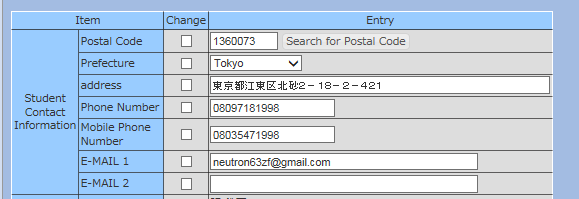 Item Change Entry
Postal Code 1360073 Search for Postal Code
Prefecture Tokyo
address 東京都江東区北砂2－18－2－421
Student Contact Information
Phone Number 08097181998
Mobile Phone Number 08035471998
E-MAIL 1 neutron63zf@gmail.com
E-MAIL 2